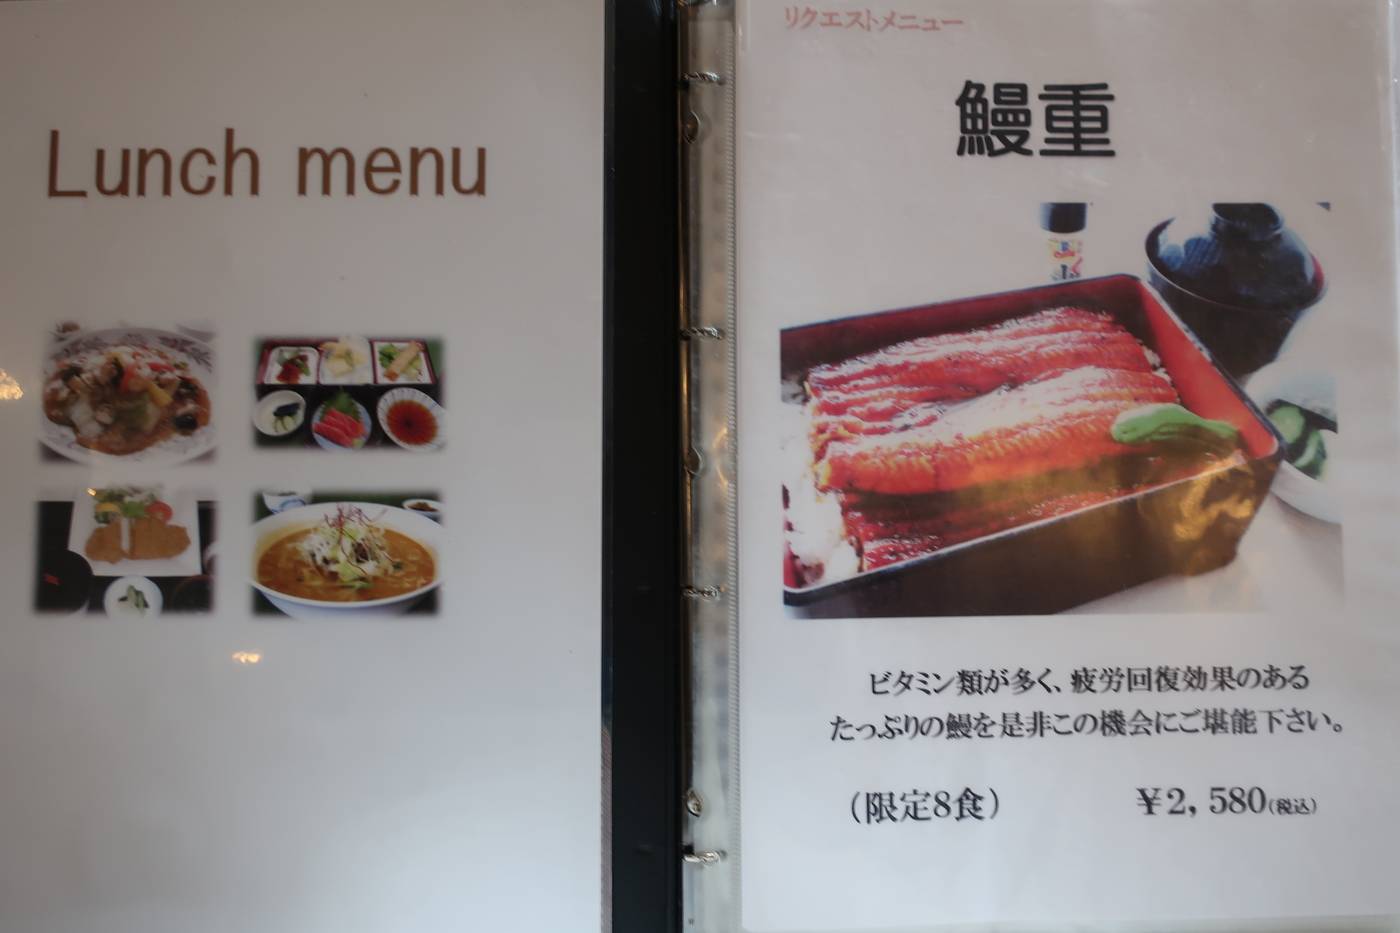 Lunch menu
リクエストメニュー
鰻重
ビタミン類が多く、疲労回復効果のある
たっぷりの鰻を是非この機会にご堪能下さい。
（限定8食） ￥2,580(税込)